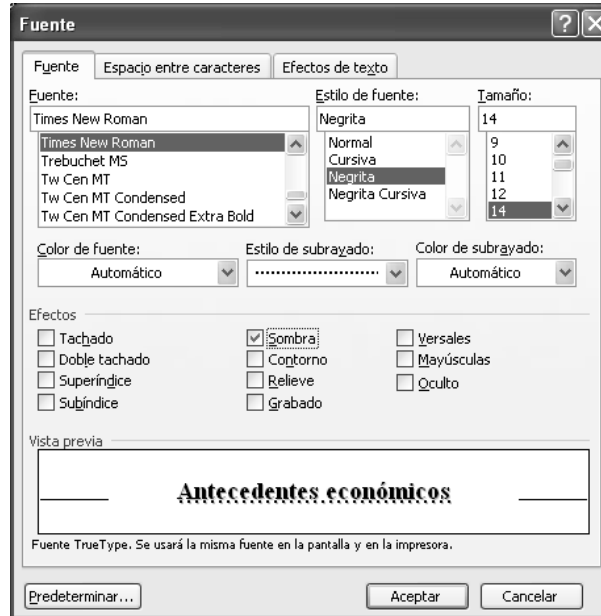 Fuente
Fuente Espacio entre caracteres Efectos de texto
Fuente: Estilo de fuente: Tamaño:
Times New Roman Negrita 14
Times New Roman Normal 9
Trebuchet MS Cursiva 10
Tw Cen MT Negrita 11
Tw Cen MT Condensed Negrita Cursiva 12
Tw Cen MT Condensed Extra Bold 14
Color de fuente: Estilo de subrayado: Color de subrayado:
Automático Automático
Efectos
Tachado Sombra Versales
Doble tachado Contorno Mayúsculas
Superíndice Relieve Oculto
Subíndice Grabado
Vista previa
Antecedentes económicos
Fuente TrueType. Se usará la misma fuente en la pantalla y en la impresora.
Predeterminar... Aceptar Cancelar